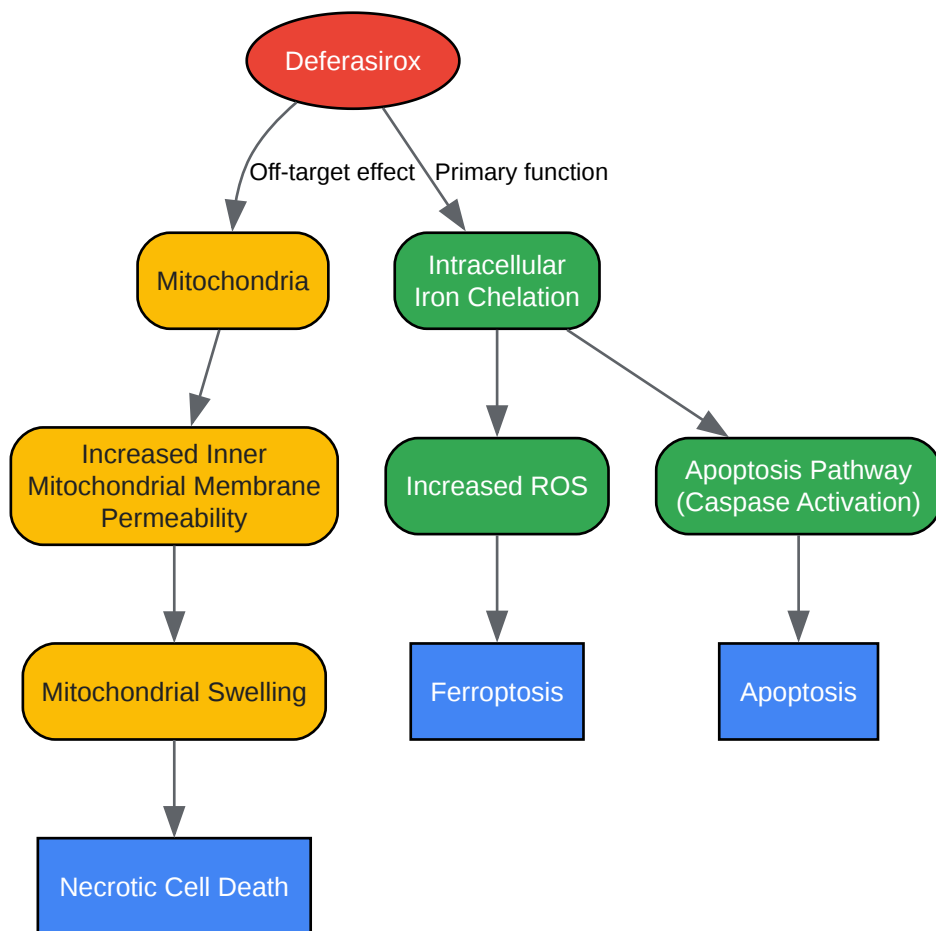 Deferasirox
Off-target effect
Primary function
Mitochondria
Intracellular
Iron Chelation
Increased Inner
Mitochondrial Membrane
Permeability
Increased ROS
Apoptosis Pathway
(Caspase Activation)
Mitochondrial Swelling
Ferroptosis
Apoptosis
Necrotic Cell Death